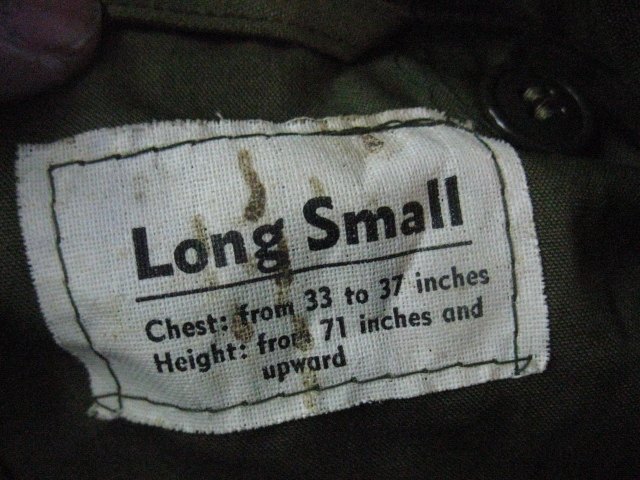 Long Small
Chest: from 33 to 37 inches
Height: from 71 inches and
upward